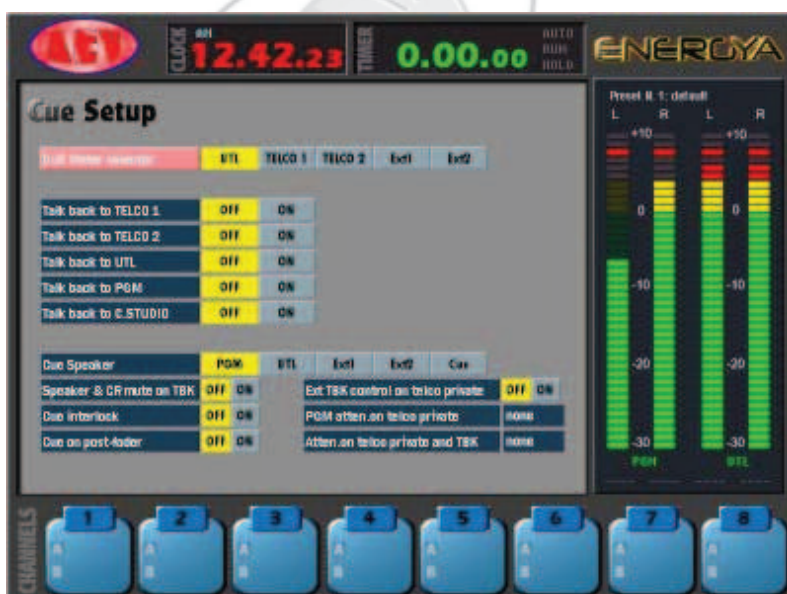 AEV
CLOCK
AM
12.42.23
TIMER
0.00.00
AUTO
RUN
HOLD
ENERGYA
Cue Setup
UTL TELCO 1 TELCO 2 Ext1 Ext2
Talk back to TELCO 1 OFF ON
Talk back to TELCO 2 OFF ON
Talk back to UTL OFF ON
Talk back to PGM OFF ON
Talk back to C.STUDIO OFF ON
Cue Speaker PGM UTL Ext1 Ext2 Cue
Speaker & CR mute on TBK OFF ON Ext TBK control on telco private OFF ON
Cue interlock OFF ON PGM atten.on telco private none
Cue on post-fader OFF ON Atten.on telco private and TBK none
Preset N. 1: default
L R L R
+10 +10
0 0
-10 -10
-20 -20
-30 -30
PGM UTL
CHANNELS
1 2 3 4 5 6 7 8
A A A A A A A A
B B B B B B B B